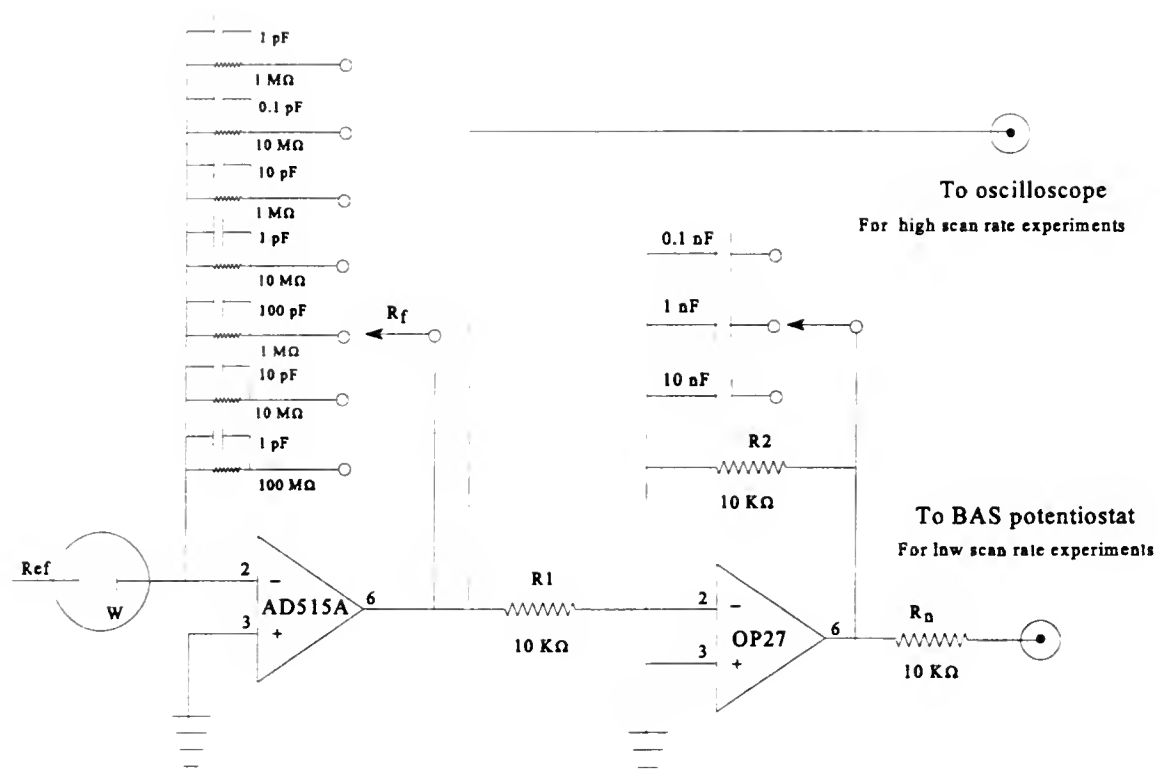 1 pF
1 MΩ
0.1 pF
10 MΩ
10 pF
1 MΩ
1 pF
10 MΩ
100 pF
1 MΩ
10 pF
10 MΩ
1 pF
100 MΩ
Rf
To oscilloscope
For high scan rate experiments
0.1 nF
1 nF
10 nF
R2
10 KΩ
To BAS potentiostat
For low scan rate experiments
Ref
W
2
−
3
+
AD515A
6
R1
10 KΩ
2
−
3
+
OP27
6
Rn
10 KΩ